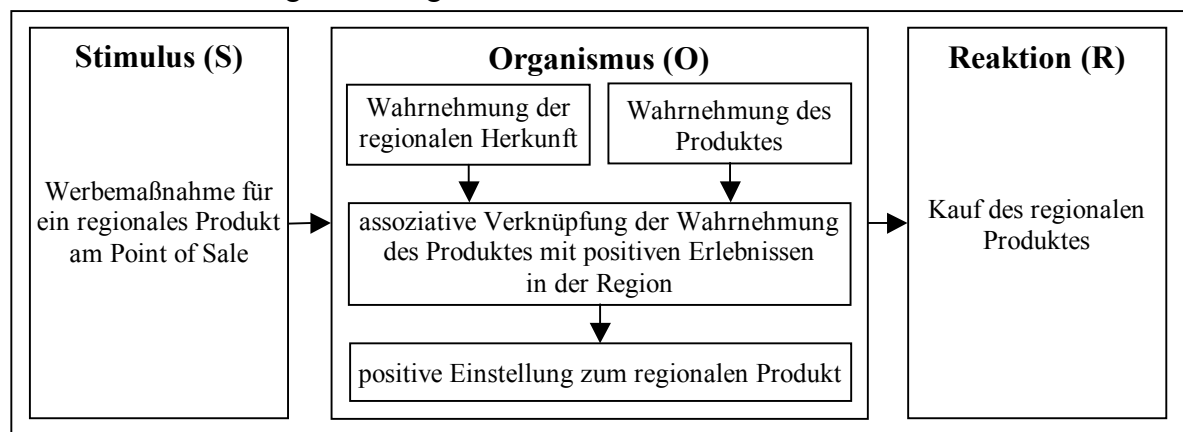 Stimulus (S)
Werbemaßnahme für
ein regionales Produkt
am Point of Sale
Organismus (O)
Wahrnehmung der
regionalen Herkunft
Wahrnehmung des
Produktes
assoziative Verknüpfung der Wahrnehmung
des Produktes mit positiven Erlebnissen
in der Region
positive Einstellung zum regionalen Produkt
Reaktion (R)
Kauf des regionalen
Produktes